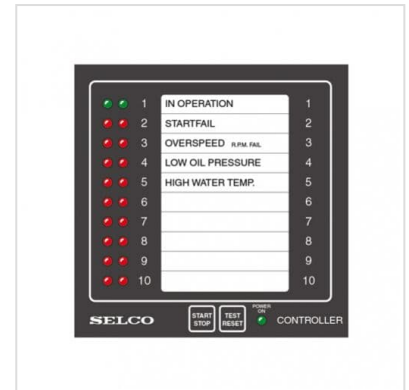 1 IN OPERATION 1
2 STARTFAIL 2
3 OVERSPEED R.P.M. FAIL 3
4 LOW OIL PRESSURE 4
5 HIGH WATER TEMP. 5
6 6
7 7
8 8
9 9
10 10
SELCO START STOP TEST RESET POWER ON CONTROLLER